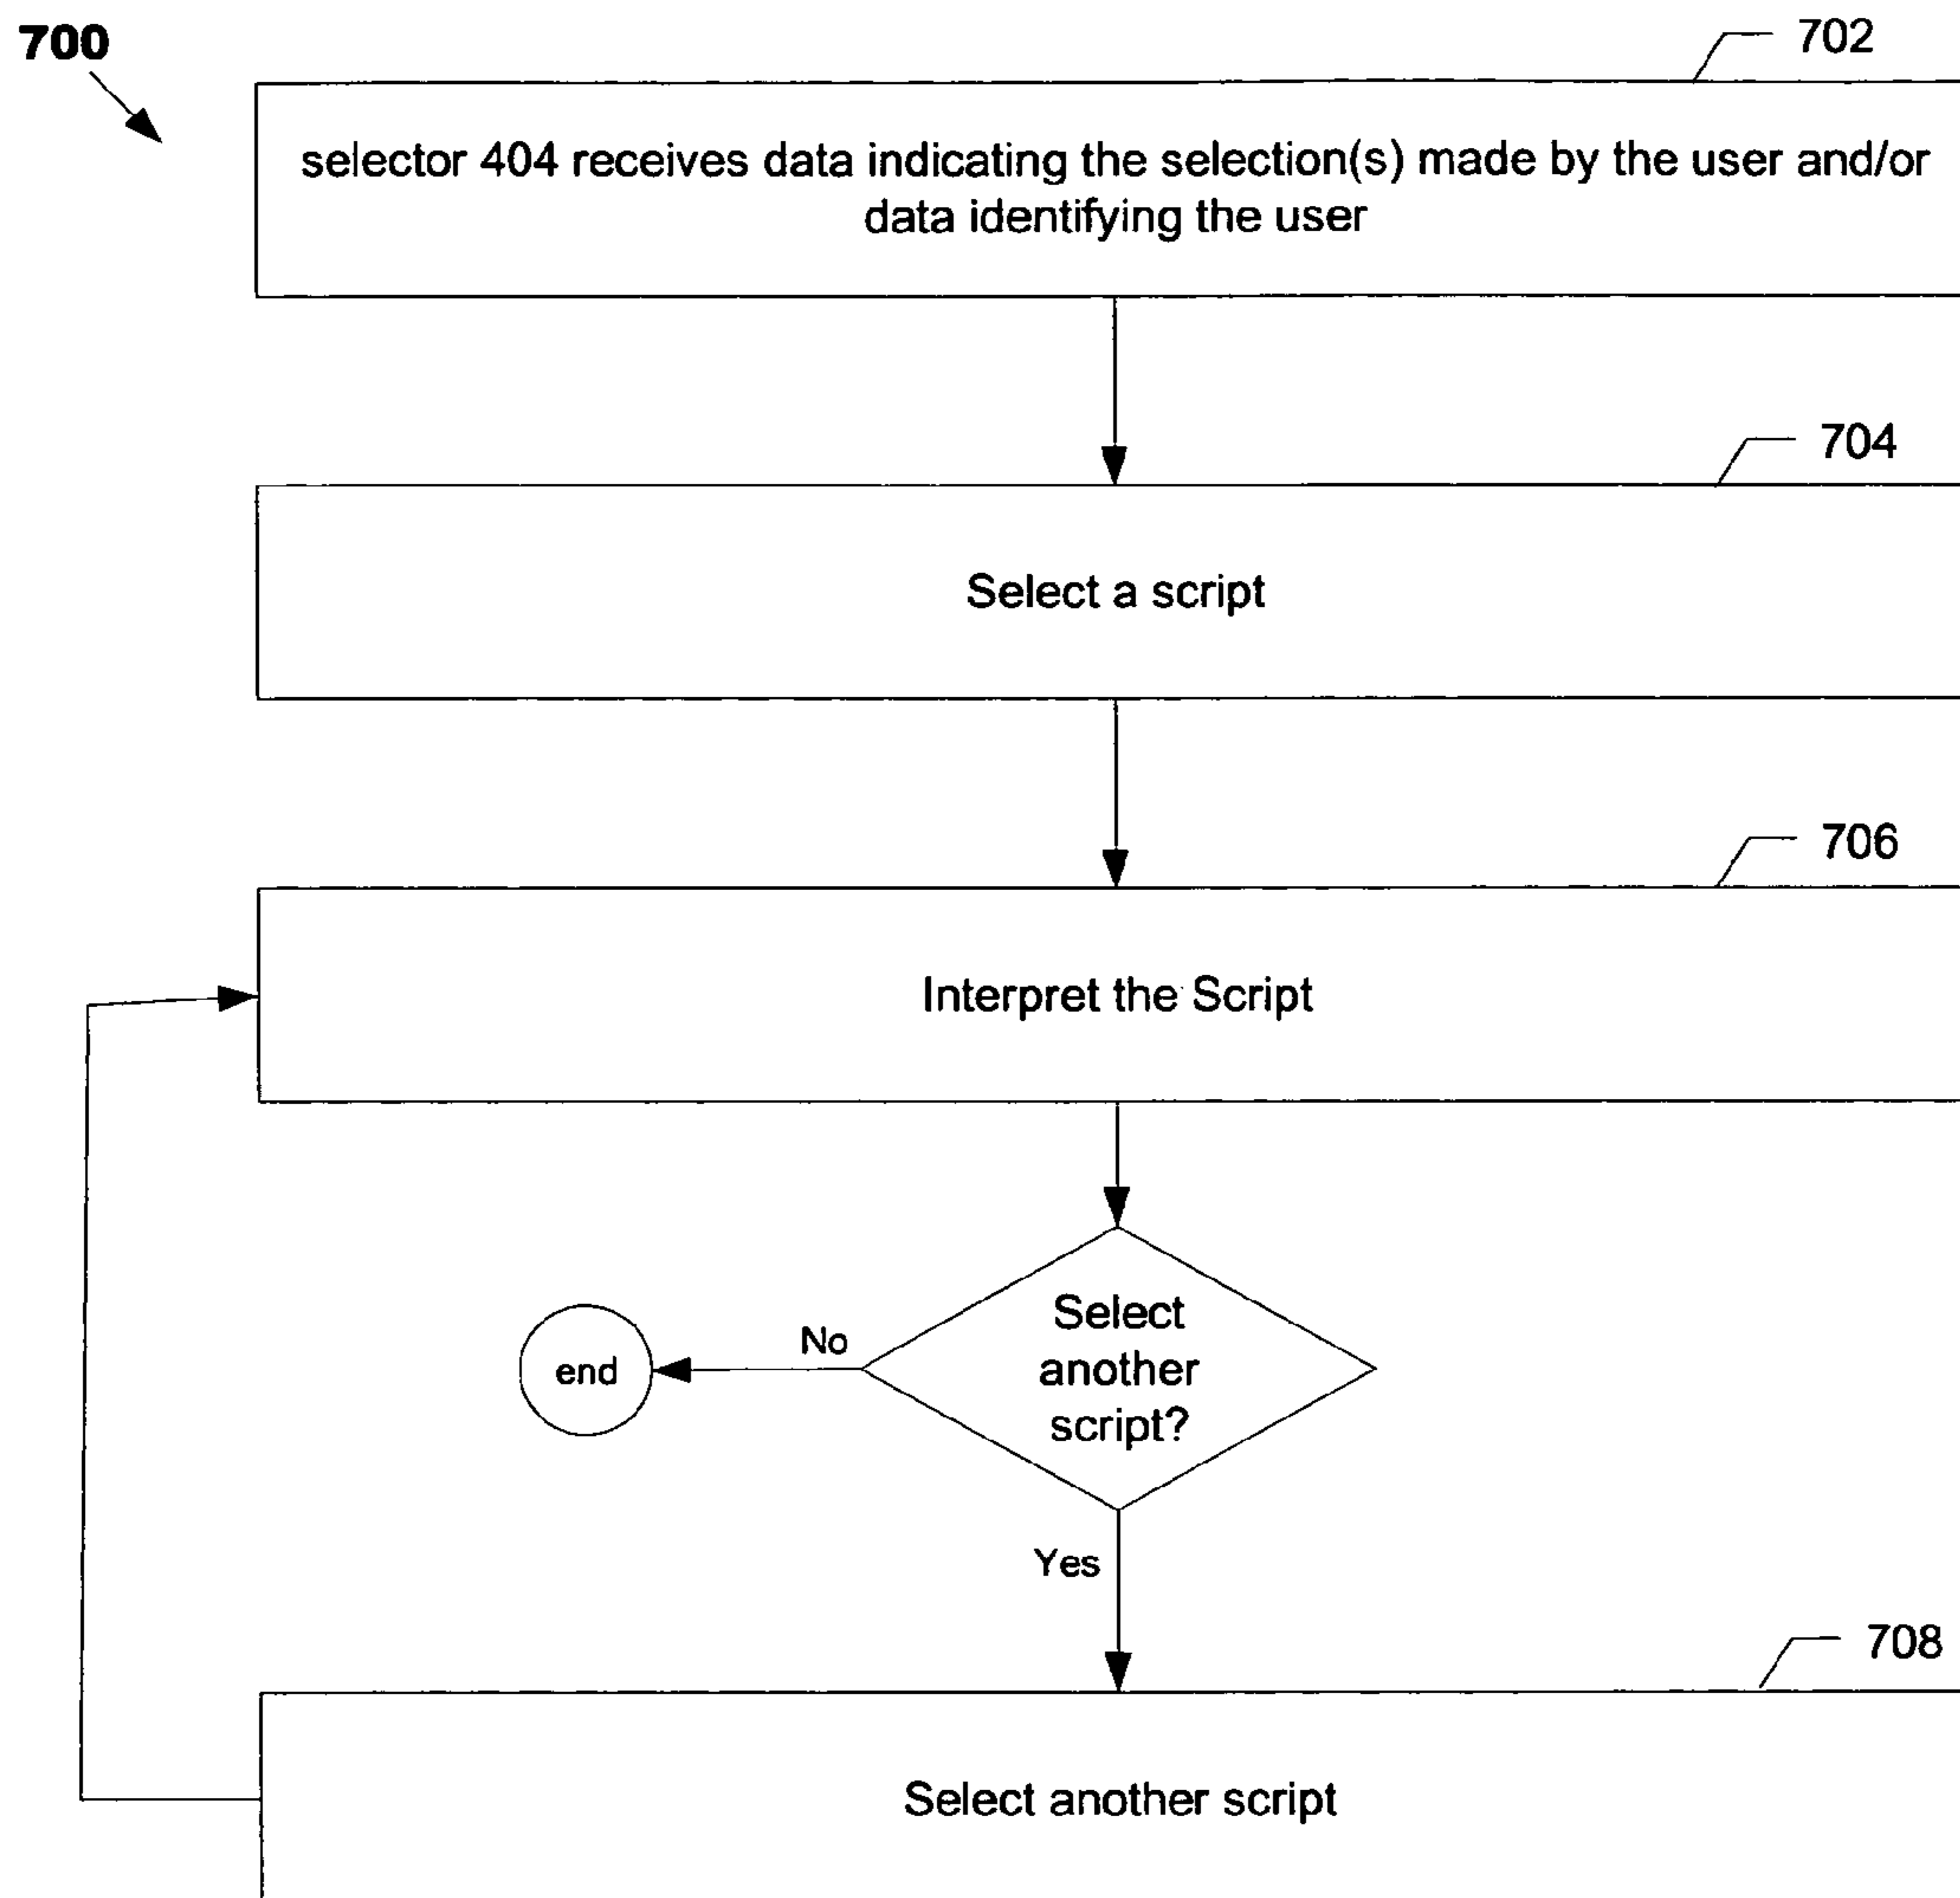 700
702
selector 404 receives data indicating the selection(s) made by the user and/or
data identifying the user
704
Select a script
706
Interpret the Script
Select
another
script?
No
end
Yes
708
Select another script